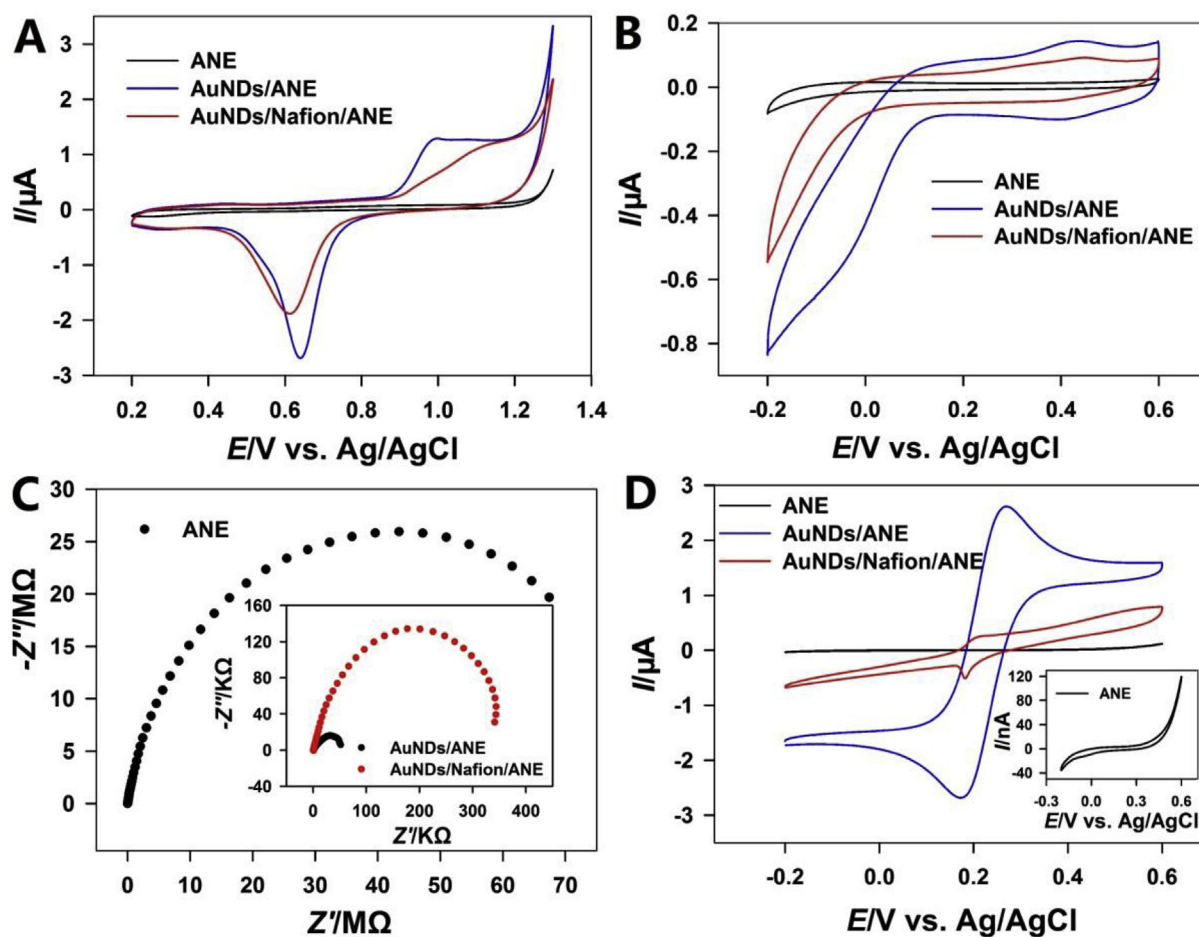 A
ANE
AuNDs/ANE
AuNDs/Nafion/ANE
3
2
1
0
-1
-2
-3
I/μA
0.2 0.4 0.6 0.8 1.0 1.2 1.4
E/V vs. Ag/AgCl
B
0.2
0.0
-0.2
-0.4
-0.6
-0.8
I/μA
ANE
AuNDs/ANE
AuNDs/Nafion/ANE
-0.2 0.0 0.2 0.4 0.6
E/V vs. Ag/AgCl
C
ANE
30
25
20
15
10
5
0
-Z''/MΩ
160
120
80
40
0
-40
-Z''/KΩ
AuNDs/ANE
AuNDs/Nafion/ANE
0 100 200 300 400
Z'/KΩ
0 10 20 30 40 50 60 70
Z'/MΩ
D
ANE
AuNDs/ANE
AuNDs/Nafion/ANE
3
2
1
0
-1
-2
-3
I/μA
120
80
40
0
-40
I/nA
ANE
-0.3 0.0 0.3 0.6
E/V vs. Ag/AgCl
-0.2 0.0 0.2 0.4 0.6
E/V vs. Ag/AgCl